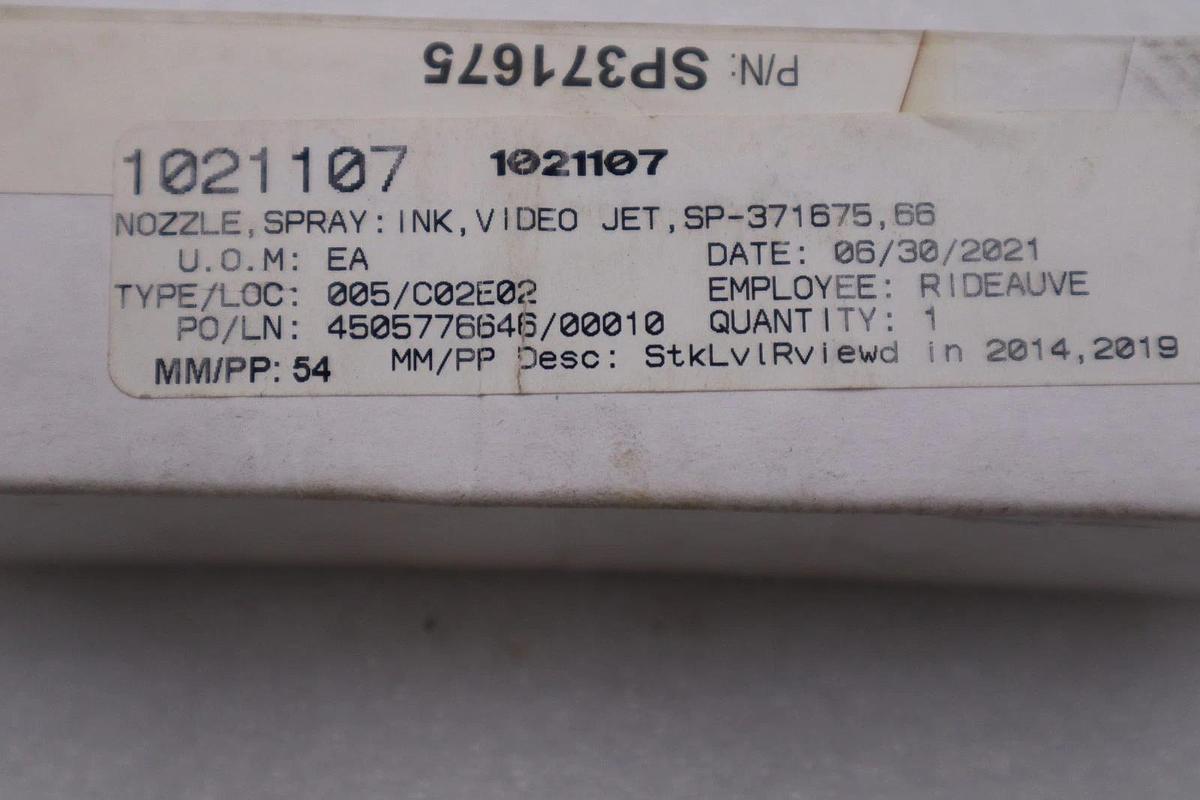 P/N: SP371675
1021107 1021107
NOZZLE,SPRAY:INK,VIDEO JET,SP-371675,66
U.O.M: EA DATE: 06/30/2021
TYPE/LOC: 005/C02E02 EMPLOYEE: RIDEAUVE
PO/LN: 4505776646/00010 QUANTITY: 1
MM/PP: 54 MM/PP Desc: StkLvlRviewd in 2014,2019